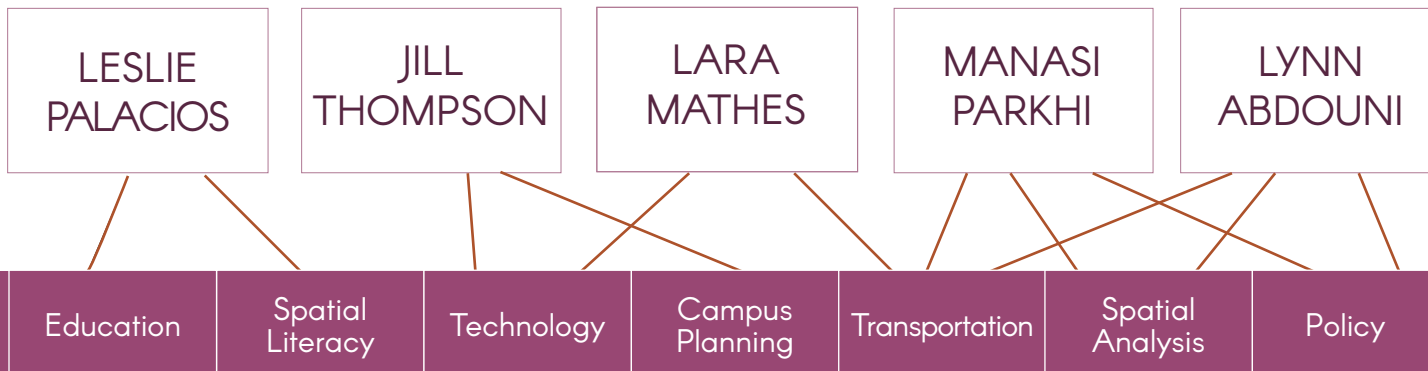 LESLIE
PALACIOS
JILL
THOMPSON
LARA
MATHES
MANASI
PARKHI
LYNN
ABDOUNI
Education
Spatial
Literacy
Technology
Campus
Planning
Transportation
Spatial
Analysis
Policy